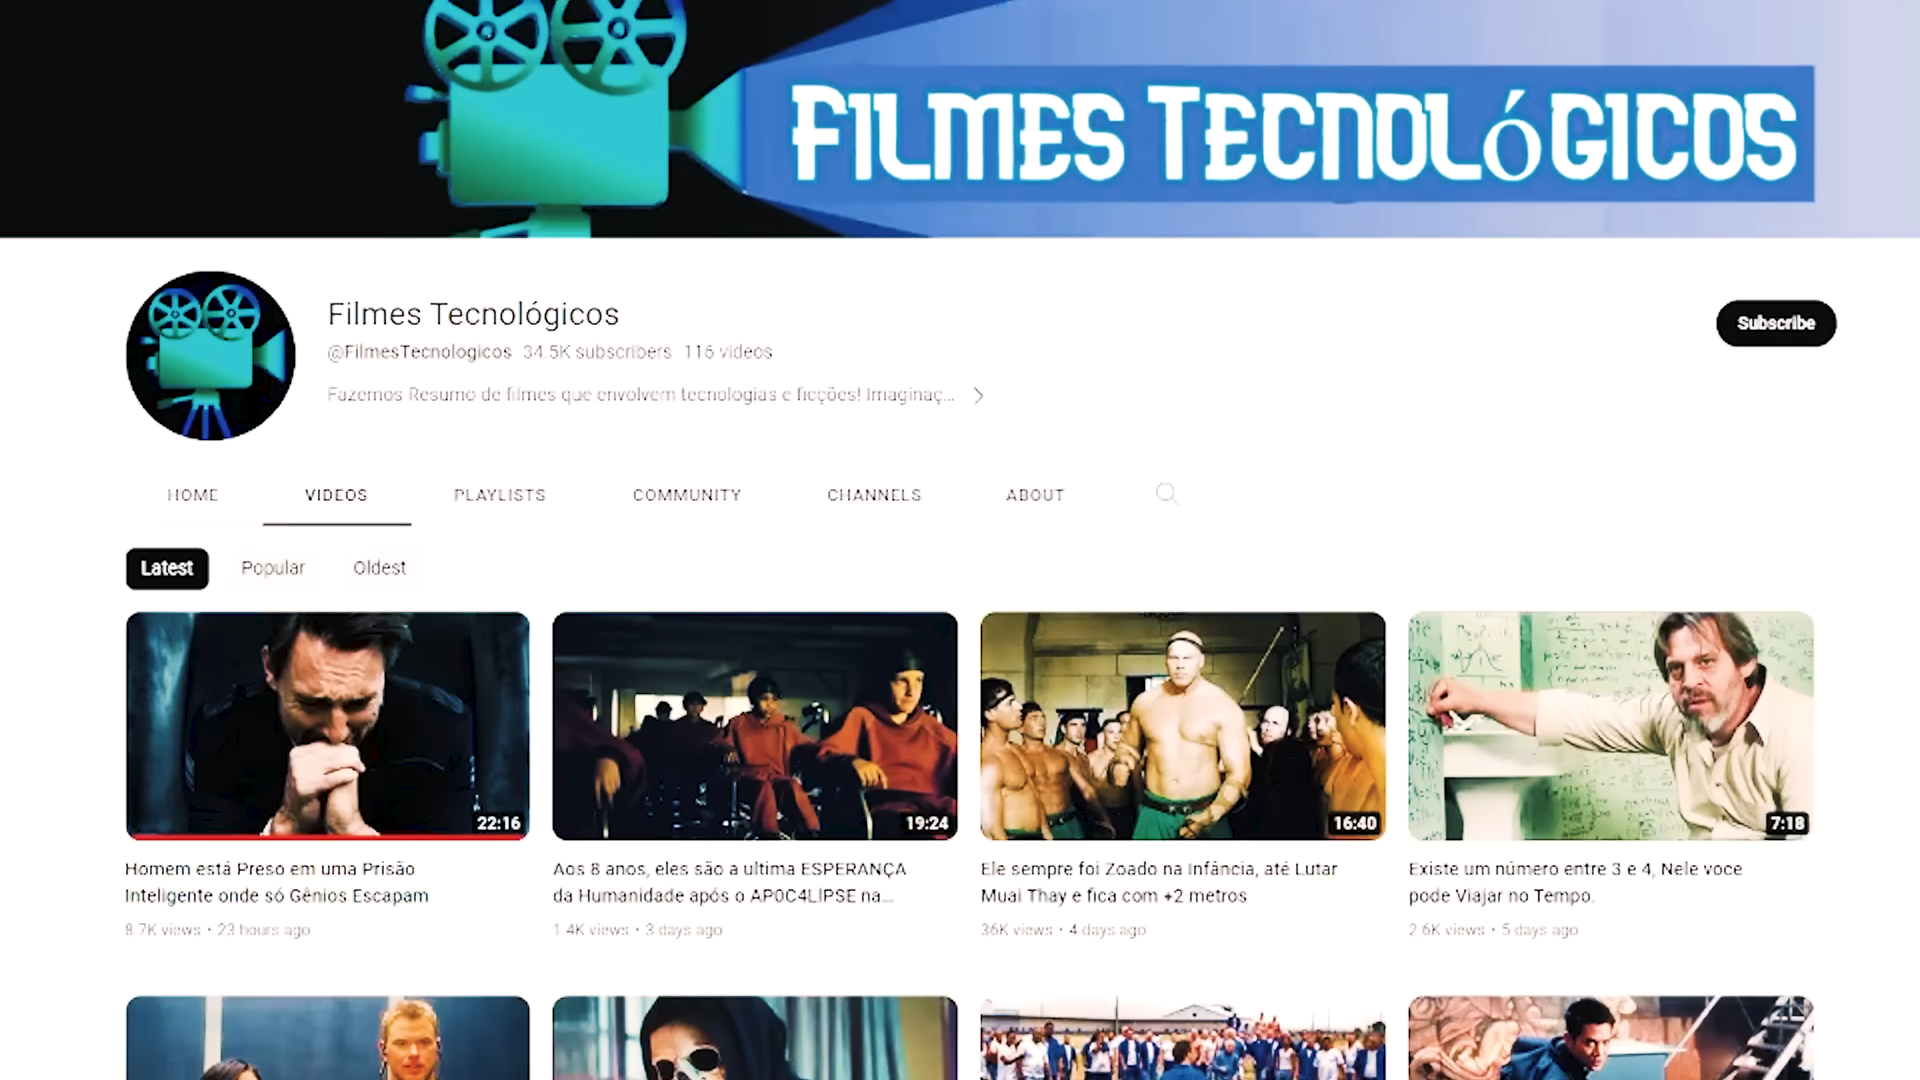 FILMES TECNOLÓGICOS
Filmes Tecnológicos
Subscribe
@FilmesTecnologicos 34.5K subscribers 116 videos
Fazemos Resumo de filmes que envolvem tecnologias e ficções! Imaginaç...
HOME VIDEOS PLAYLISTS COMMUNITY CHANNELS ABOUT
Latest Popular Oldest
22:16 19:24 16:40 7:18
Homem está Preso em uma Prisão
Inteligente onde só Gênios Escapam
8.7K views • 23 hours ago
Aos 8 anos, eles são a ultima ESPERANÇA
da Humanidade após o AP0C4LIPSE na...
1.4K views • 3 days ago
Ele sempre foi Zoado na Infância, até Lutar
Muai Thay e fica com +2 metros
36K views • 4 days ago
Existe um número entre 3 e 4, Nele voce
pode Viajar no Tempo.
2.6K views • 5 days ago